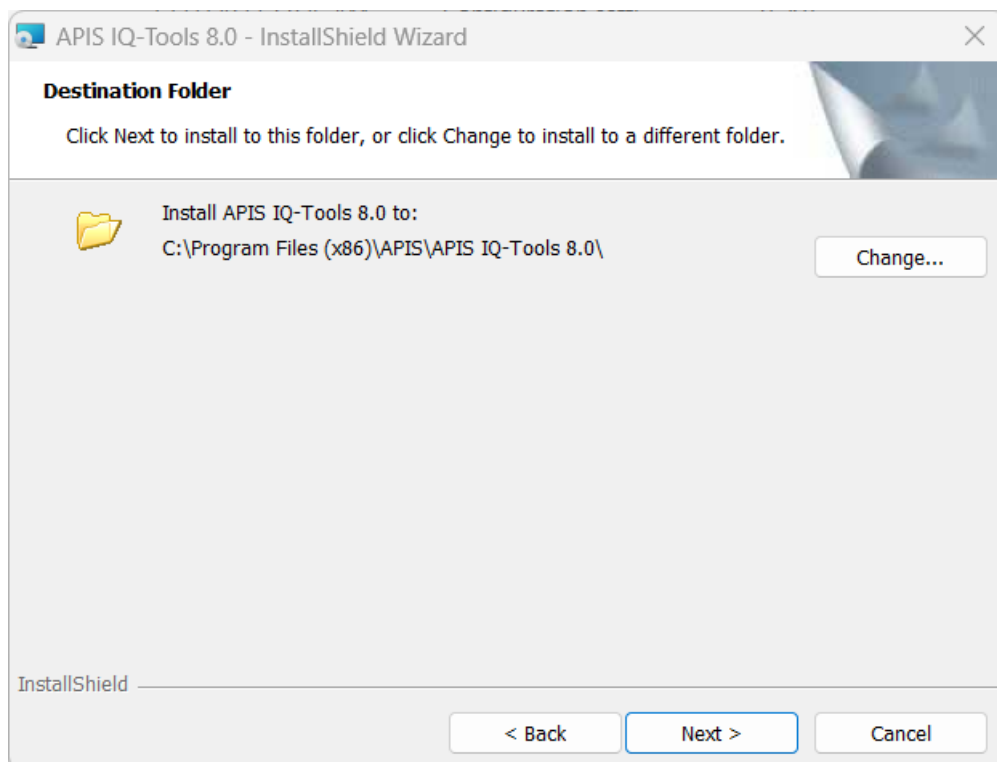 APIS IQ-Tools 8.0 - InstallShield Wizard
Destination Folder
Click Next to install to this folder, or click Change to install to a different folder.
Install APIS IQ-Tools 8.0 to:
C:\Program Files (x86)\APIS\APIS IQ-Tools 8.0\
Change...
InstallShield
< Back
Next >
Cancel